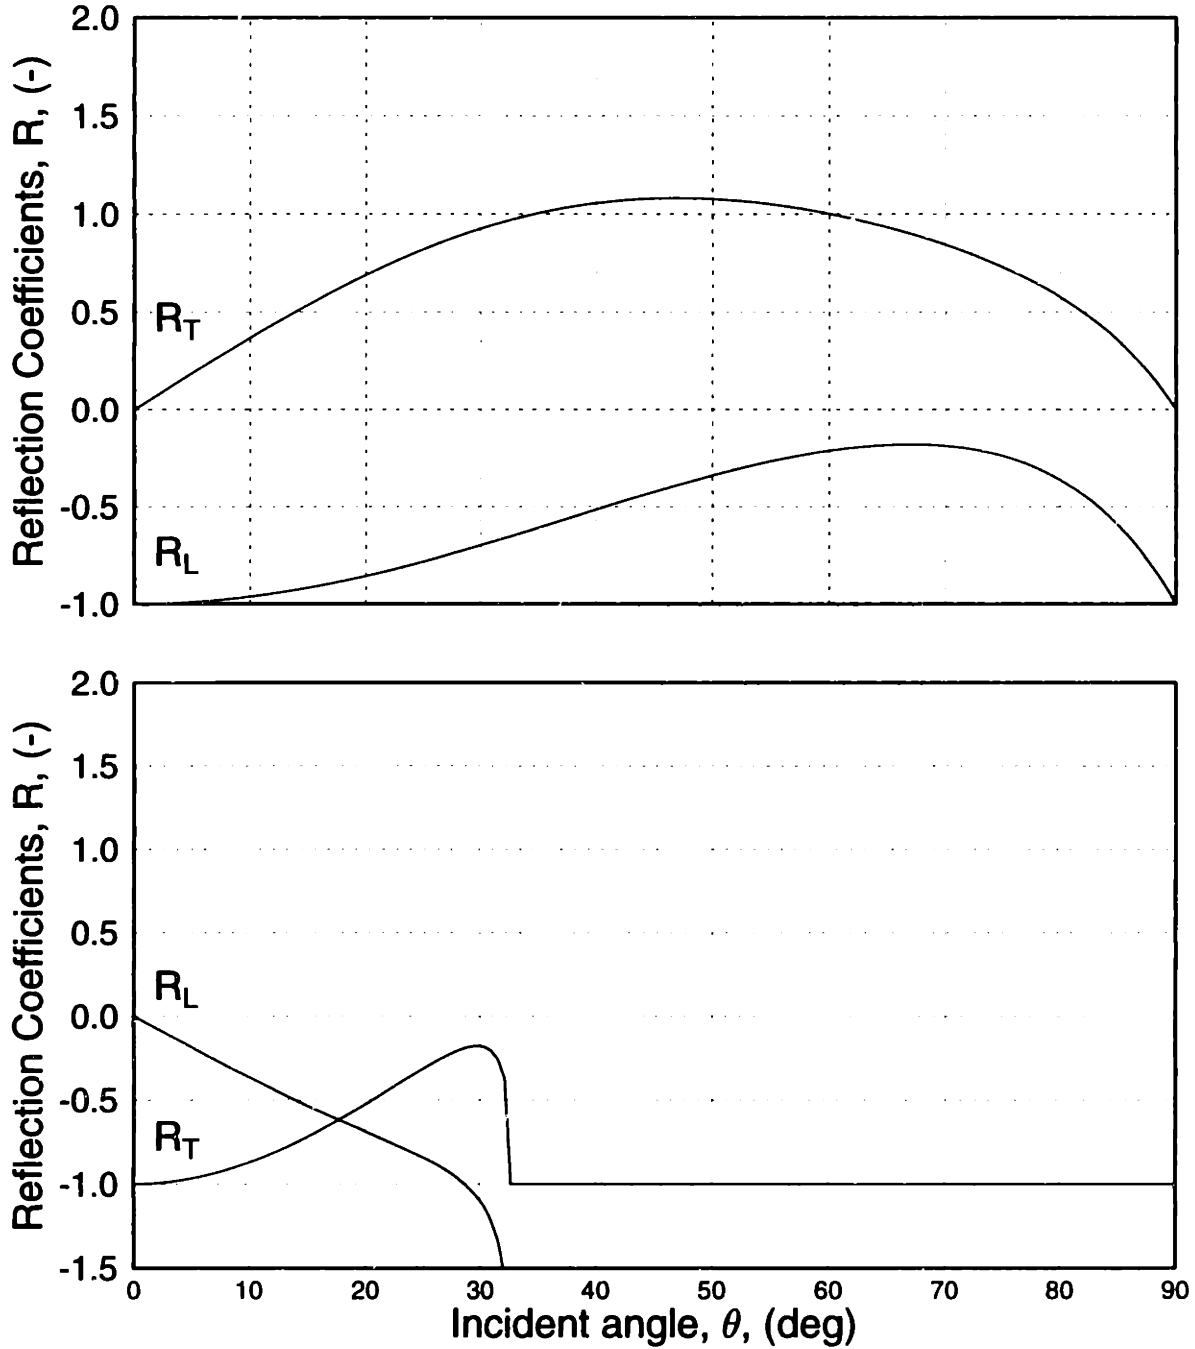 Reflection Coefficients, R, (-)
2.0
1.5
1.0
0.5
0.0
-0.5
-1.0
R_T
R_L
Reflection Coefficients, R, (-)
2.0
1.5
1.0
0.5
0.0
-0.5
-1.0
-1.5
R_L
R_T
0 10 20 30 40 50 60 70 80 90
Incident angle, θ, (deg)